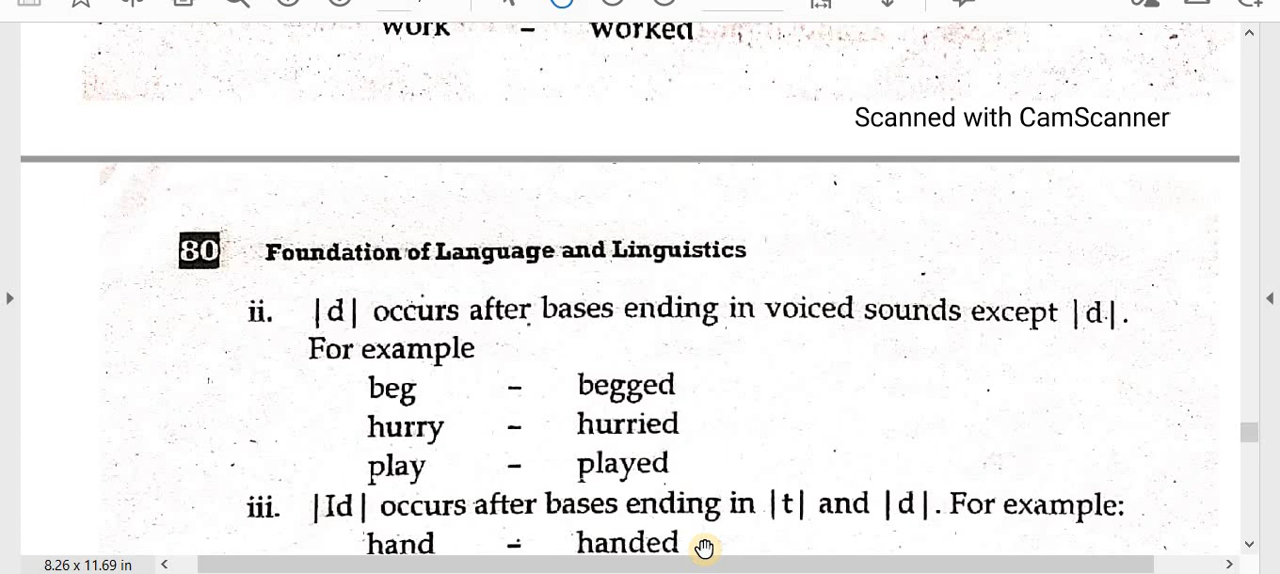 work – worked
Scanned with CamScanner
80 Foundation of Language and Linguistics
ii. |d| occurs after bases ending in voiced sounds except |d|.
For example
beg – begged
hurry – hurried
play – played
iii. |Id| occurs after bases ending in |t| and |d|. For example:
hand – handed
8.26 x 11.69 in